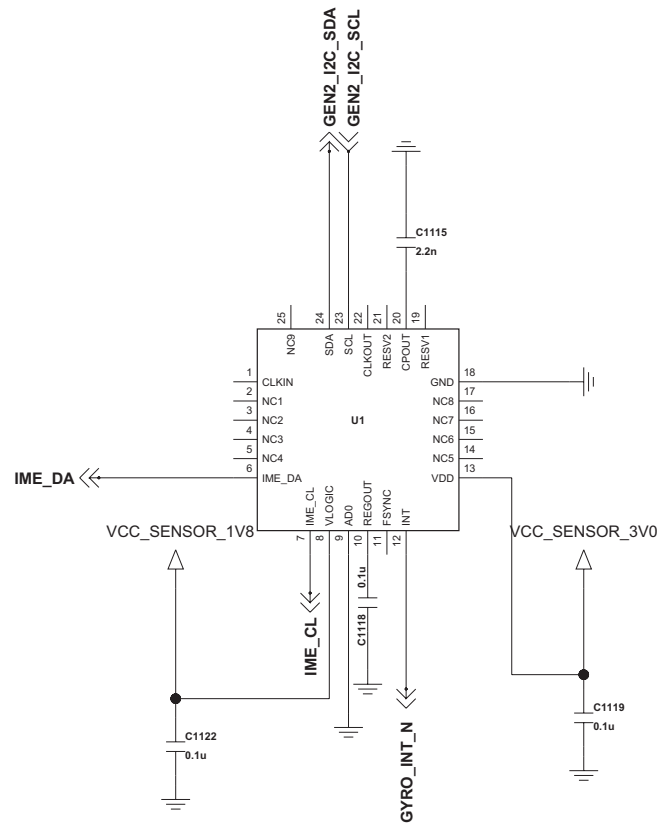 GEN2_I2C_SDA
GEN2_I2C_SCL
C1115
2.2n
25
24
23
22
21
20
19
NC9
SDA
SCL
CLKOUT
RESV2
CPOUT
RESV1
1
CLKIN
GND
18
2
NC1
NC8
17
3
NC2
U1
NC7
16
4
NC3
NC6
15
5
NC4
NC5
14
6
IME_DA
IME_DA
VDD
13
IME_CL
VLOGIC
AD0
REGOUT
FSYNC
INT
7
8
9
10
11
12
VCC_SENSOR_1V8
VCC_SENSOR_3V0
0.1u
C1118
IME_CL
GYRO_INT_N
C1122
0.1u
C1119
0.1u